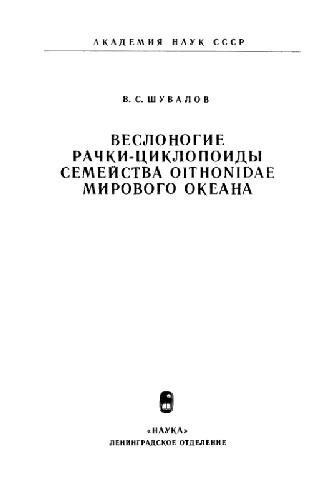 АКАДЕМИЯ НАУК СССР
В. С. ШУВАЛОВ
ВЕСЛОНОГИЕ
РАЧКИ-ЦИКЛОПОИДЫ
СЕМЕЙСТВА OITHONIDAE
МИРОВОГО ОКЕАНА
«НАУКА»
ЛЕНИНГРАДСКОЕ ОТДЕЛЕНИЕ